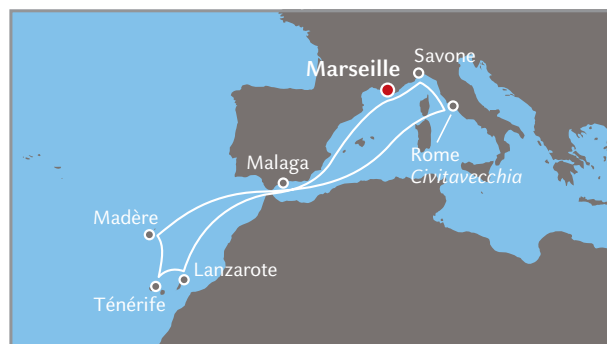 Savone
Marseille
Rome
Civitavecchia
Malaga
Madère
Lanzarote
Ténérife